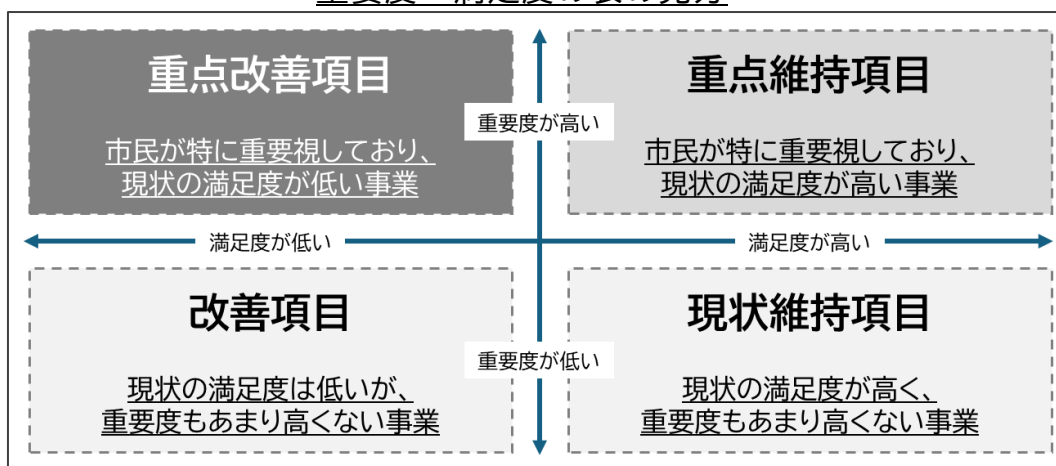 重点改善項目
市民が特に重要視しており、
現状の満足度が低い事業
重点維持項目
市民が特に重要視しており、
現状の満足度が高い事業
重要度が高い
満足度が低い
満足度が高い
改善項目
現状の満足度は低いが、
重要度もあまり高くない事業
現状維持項目
現状の満足度が高く、
重要度もあまり高くない事業
重要度が低い